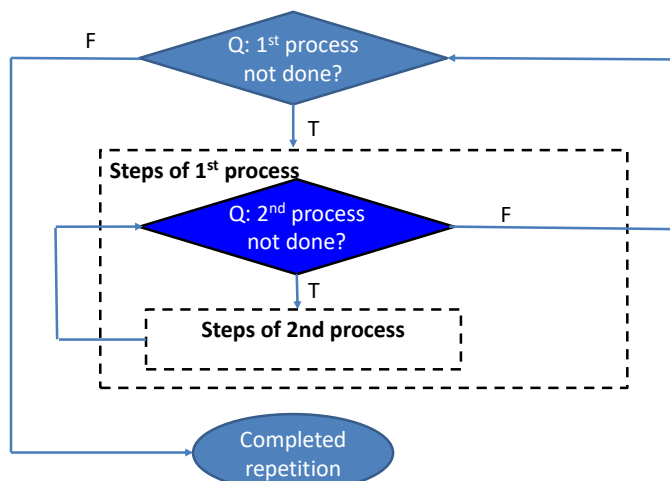 F
Q: 1st process
not done?
T
Steps of 1st process
Q: 2nd process
not done?
F
T
Steps of 2nd process
Completed
repetition